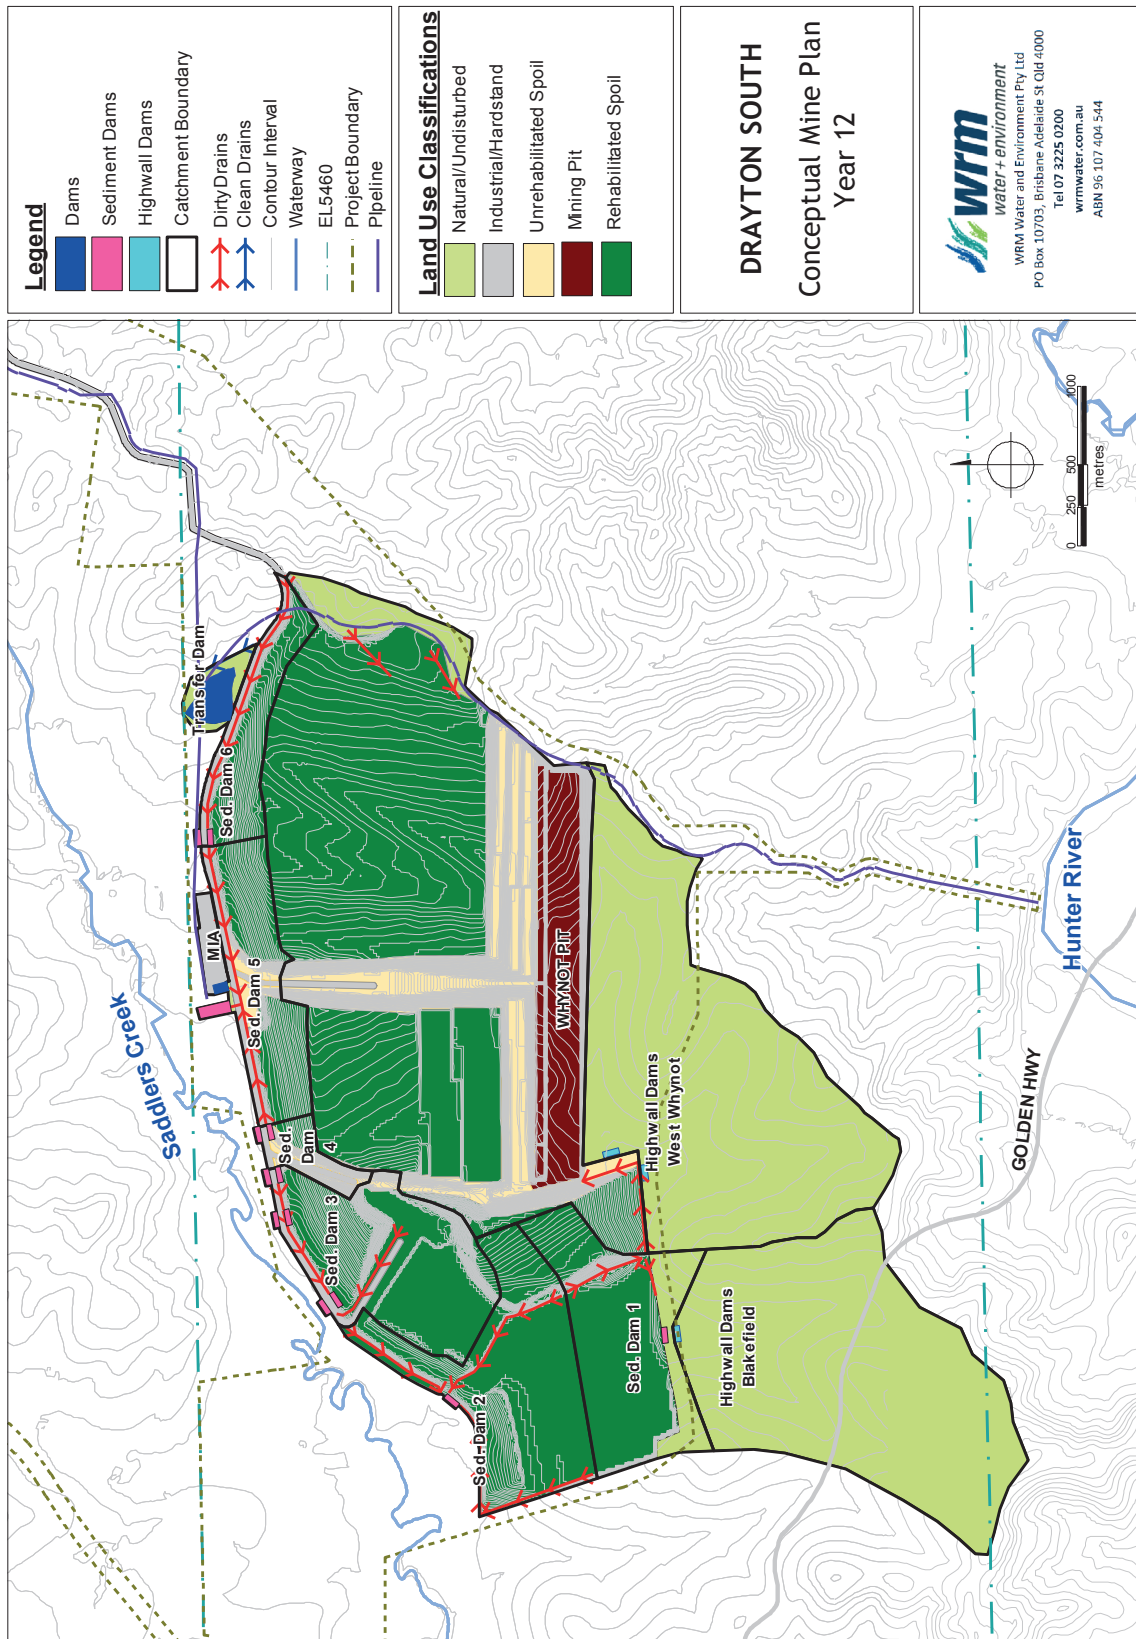 Legend
Dams
Sediment Dams
Highwall Dams
Catchment Boundary
Dirty Drains
Clean Drains
Contour Interval
Waterway
EL5460
Project Boundary
PIpeline
Land Use Classifications
Natural/Undisturbed
Industrial/Hardstand
Unrehabilitated Spoil
Mining Pit
Rehabilitated Spoil
DRAYTON SOUTH
Conceptual Mine Plan
Year 12
wrm
water + environment
WRM Water and Environment Pty Ltd
PO Box 10703, Brisbane Adelaide St Qld 4000
Tel 07 3225 0200
wrmwater.com.au
ABN 96 107 404 544
Saddlers Creek
Transfer Dam
Sed. Dam 6
MIA
Sed. Dam 5
Sed.
Dam
4
Sed. Dam 3
Sed. Dam 2
Sed. Dam 1
WHYNOT PIT
Highwall Dams
West Whynot
Highwall Dams
Blakefield
GOLDEN HWY
Hunter River
0
250
500
1000
metres